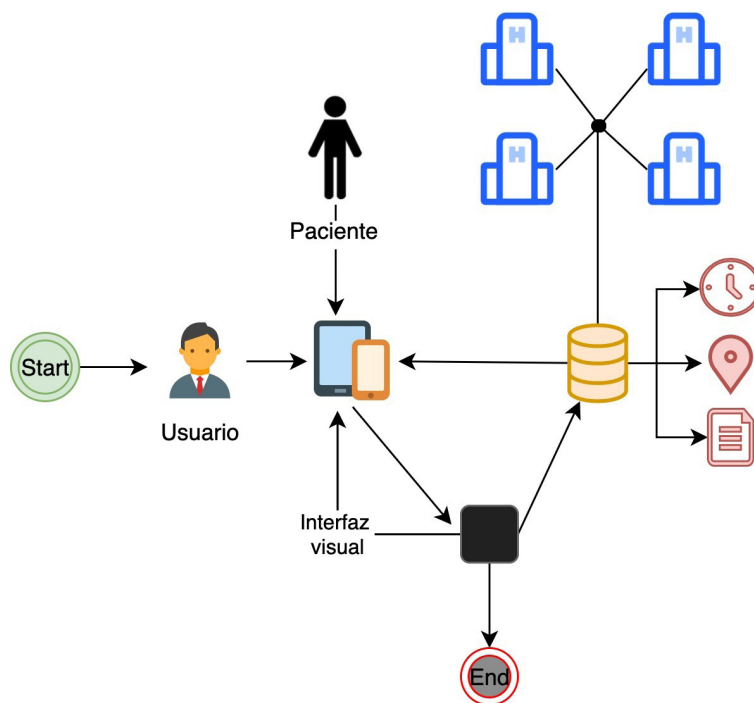 H
H
H
H
Paciente
Start
Usuario
Interfaz
visual
End